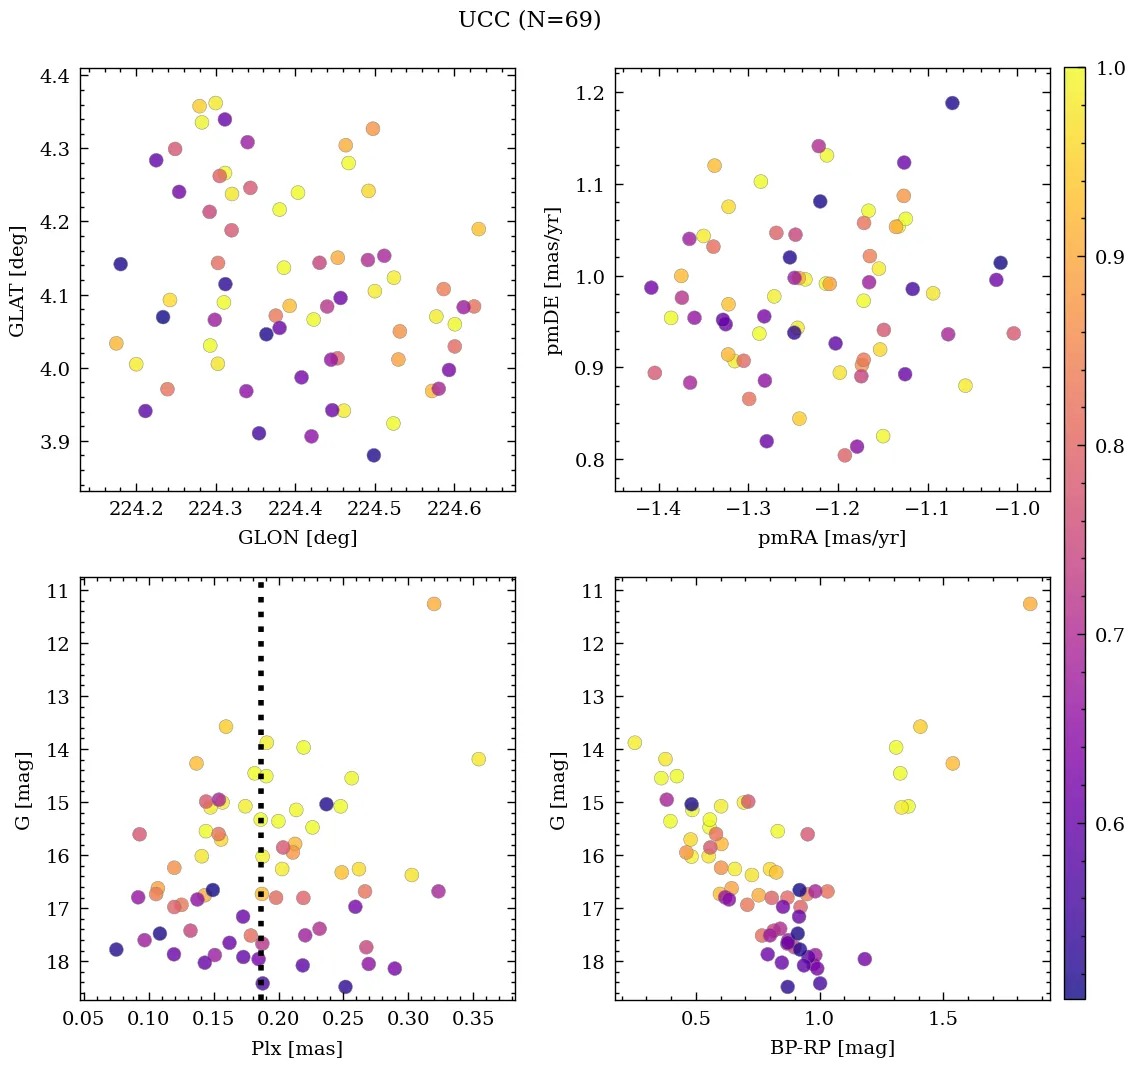 UCC (N=69)
4.4
4.3
4.2
4.1
4.0
3.9
GLAT [deg]
224.2 224.3 224.4 224.5 224.6
GLON [deg]
1.2
1.1
1.0
0.9
0.8
pmDE [mas/yr]
−1.4 −1.3 −1.2 −1.1 −1.0
pmRA [mas/yr]
11
12
13
14
15
16
17
18
G [mag]
0.05 0.10 0.15 0.20 0.25 0.30 0.35
Plx [mas]
11
12
13
14
15
16
17
18
G [mag]
0.5 1.0 1.5
BP-RP [mag]
1.0
0.9
0.8
0.7
0.6